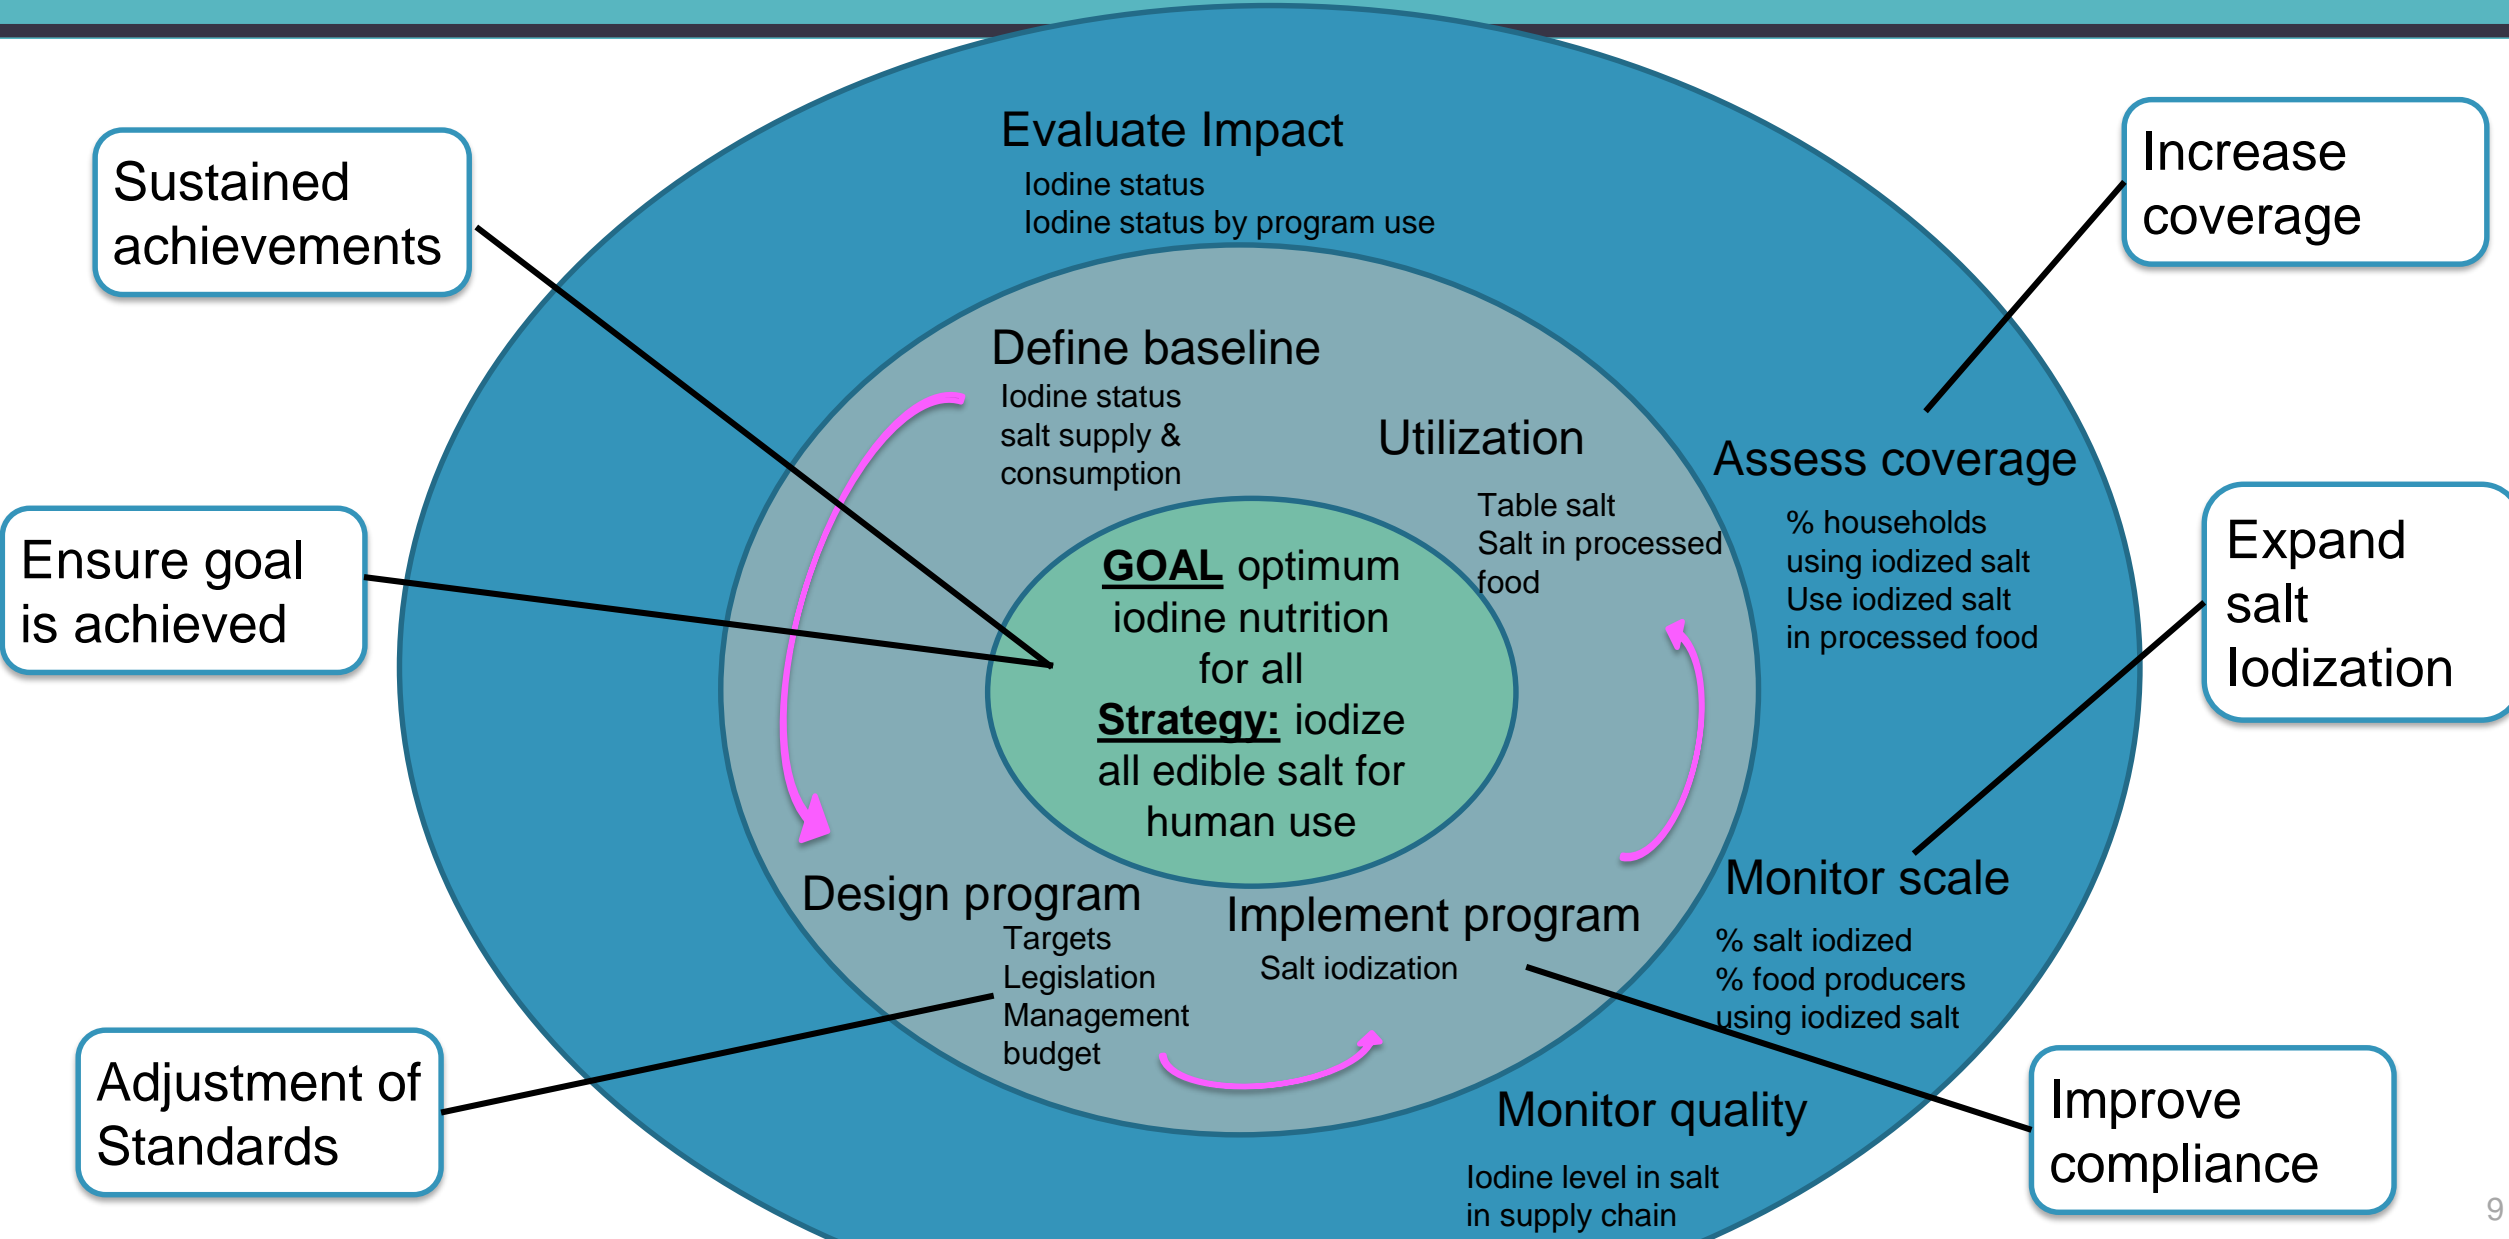 Evaluate Impact
Iodine status
Iodine status by program use
Sustained
achievements
Increase
coverage
Define baseline
Iodine status
salt supply &
consumption
Utilization
Table salt
Salt in processed
food
Assess coverage
% households
using iodized salt
Use iodized salt
in processed food
Ensure goal
is achieved
GOAL optimum
iodine nutrition
for all
Strategy: iodize
all edible salt for
human use
Expand
salt
Iodization
Design program
Targets
Legislation
Management
budget
Implement program
Salt iodization
Monitor scale
% salt iodized
% food producers
using iodized salt
Adjustment of
Standards
Monitor quality
Iodine level in salt
in supply chain
Improve
compliance
9